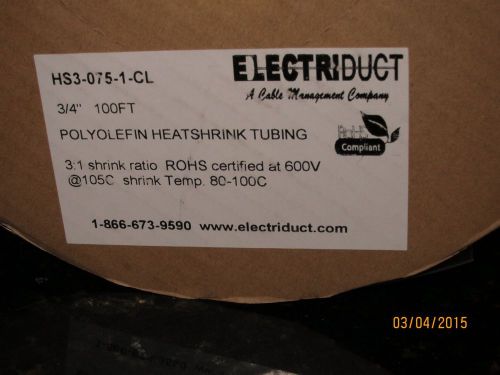 HS3-075-1-CL
ELECTRIDUCT
A Cable Management Company
3/4" 100FT
POLYOLEFIN HEATSHRINK TUBING
RoHS
Compliant
3:1 shrink ratio ROHS certified at 600V
@105C shrink Temp. 80-100C
1-866-673-9590 www.electriduct.com
03/04/2015